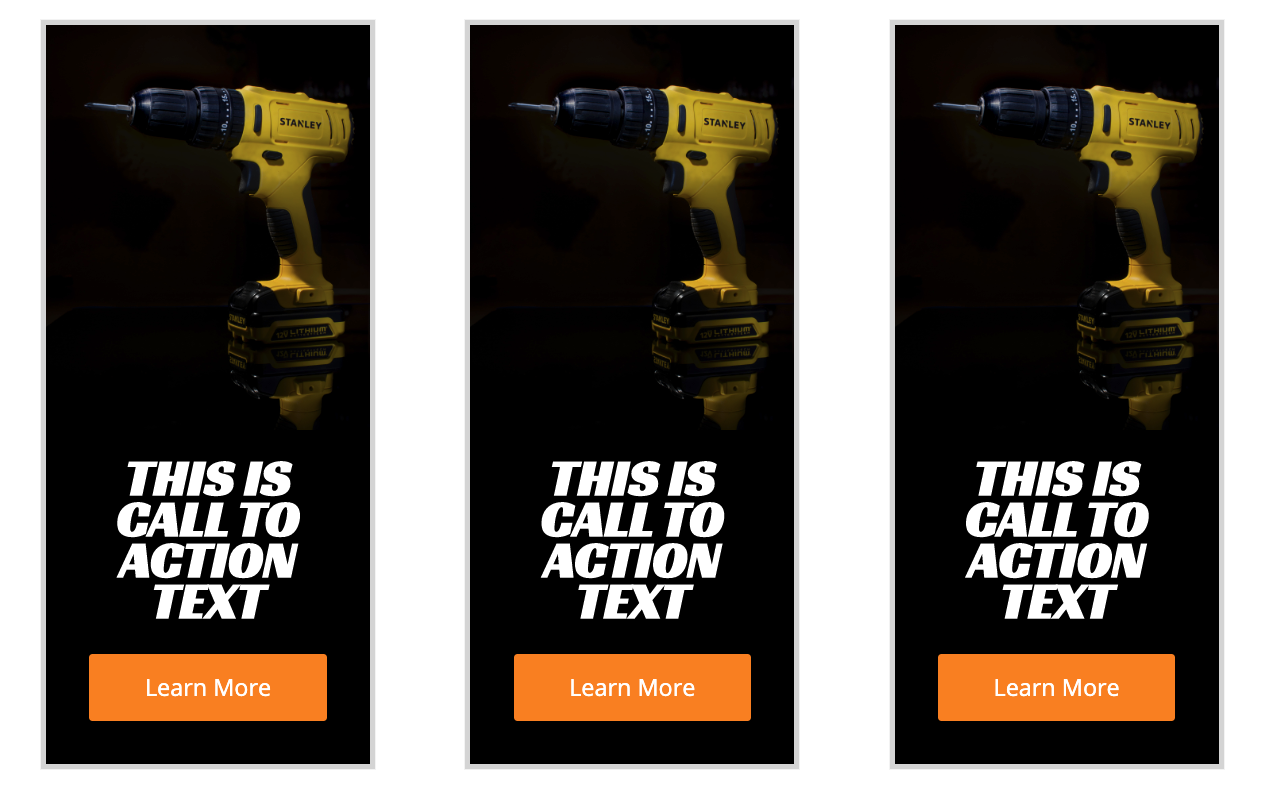 STANLEY
STANLEY
LITHIUM
THIS IS
CALL TO
ACTION
TEXT
Learn More
STANLEY
STANLEY
LITHIUM
THIS IS
CALL TO
ACTION
TEXT
Learn More
STANLEY
STANLEY
LITHIUM
THIS IS
CALL TO
ACTION
TEXT
Learn More